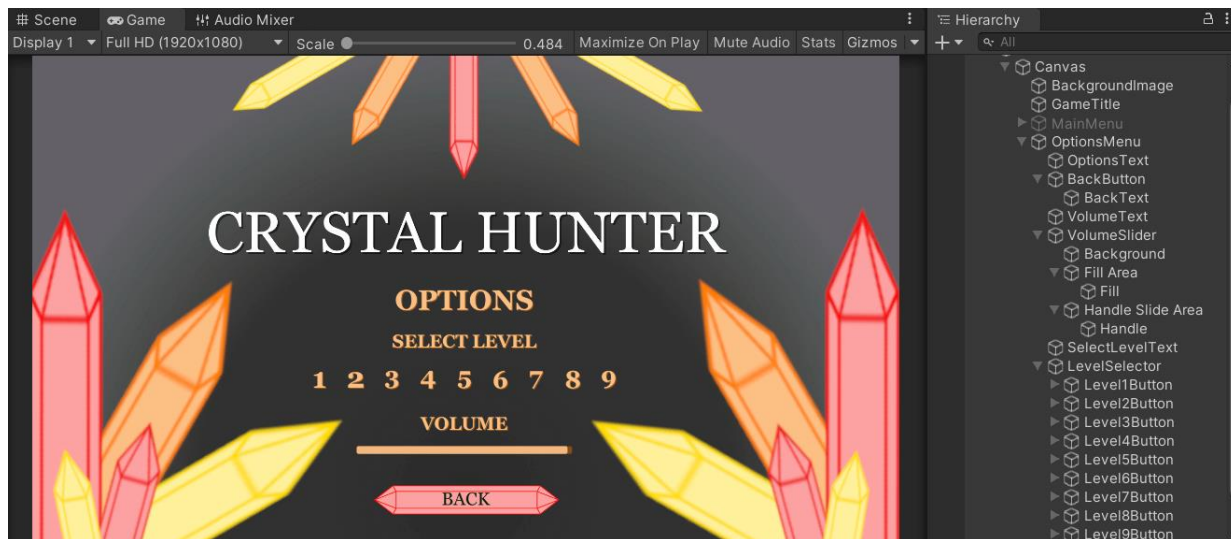 Scene Game Audio Mixer
Display 1 Full HD (1920x1080) Scale 0.484 Maximize On Play Mute Audio Stats Gizmos
CRYSTAL HUNTER
OPTIONS
SELECT LEVEL
1 2 3 4 5 6 7 8 9
VOLUME
BACK
Hierarchy
All
Canvas
BackgroundImage
GameTitle
MainMenu
OptionsMenu
OptionsText
BackButton
BackText
VolumeText
VolumeSlider
Background
Fill Area
Fill
Handle Slide Area
Handle
SelectLevelText
LevelSelector
Level1Button
Level2Button
Level3Button
Level4Button
Level5Button
Level6Button
Level7Button
Level8Button
Level9Button